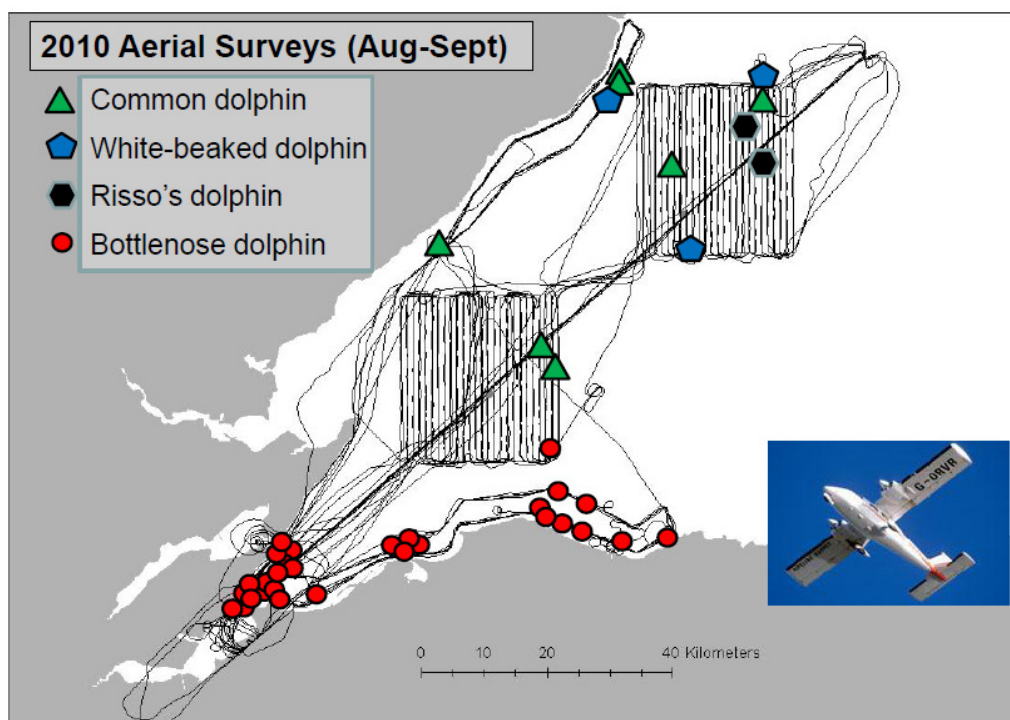 2010 Aerial Surveys (Aug-Sept)
Common dolphin
White-beaked dolphin
Risso's dolphin
Bottlenose dolphin
G-ORVR
0 10 20 40 Kilometers